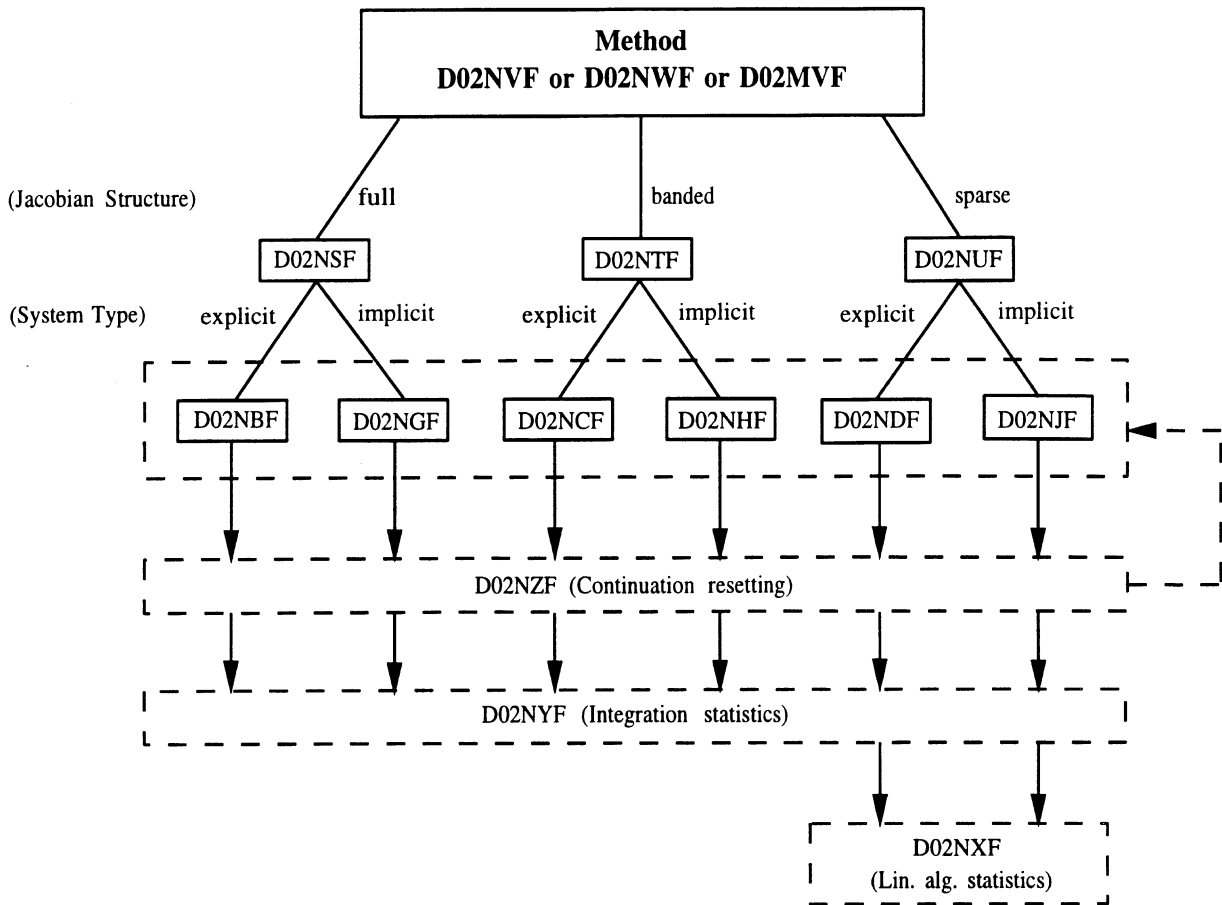 Method
D02NVF or D02NWF or D02MVF
(Jacobian Structure)
full
banded
sparse
D02NSF
D02NTF
D02NUF
(System Type)
explicit
implicit
explicit
implicit
explicit
implicit
D02NBF
D02NGF
D02NCF
D02NHF
D02NDF
D02NJF
D02NZF (Continuation resetting)
D02NYF (Integration statistics)
D02NXF
(Lin. alg. statistics)